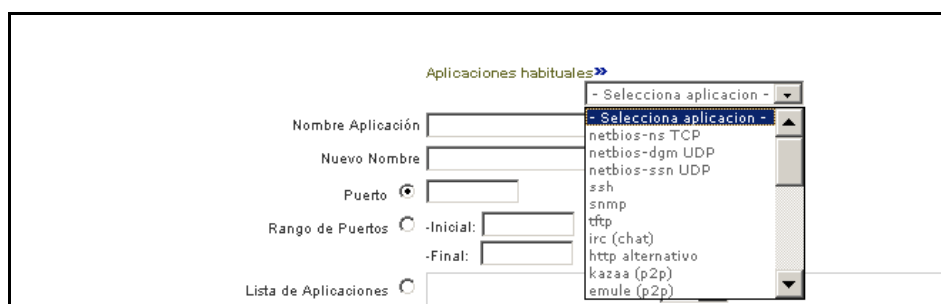 Aplicaciones habituales»
- Selecciona aplicacion -
- Selecciona aplicacion -
netbios-ns TCP
netbios-dgm UDP
netbios-ssn UDP
ssh
snmp
tftp
irc (chat)
http alternativo
kazaa (p2p)
emule (p2p)
Nombre Aplicación
Nuevo Nombre
Puerto
Rango de Puertos -Inicial:
-Final:
Lista de Aplicaciones